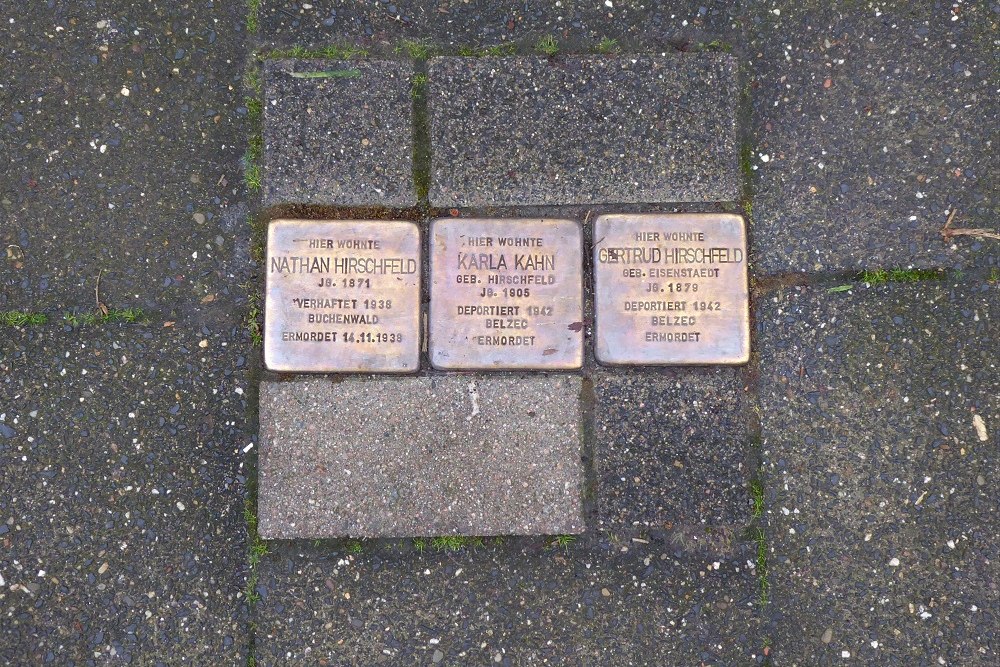 HIER WOHNTE
NATHAN HIRSCHFELD
JG. 1871
VERHAFTET 1938
BUCHENWALD
ERMORDET 14.11.1938
HIER WOHNTE
KARLA KAHN
GEB. HIRSCHFELD
JG. 1905
DEPORTIERT 1942
BELZEC
ERMORDET
HIER WOHNTE
GERTRUD HIRSCHFELD
GEB. EISENSTAEDT
JG. 1879
DEPORTIERT 1942
BELZEC
ERMORDET